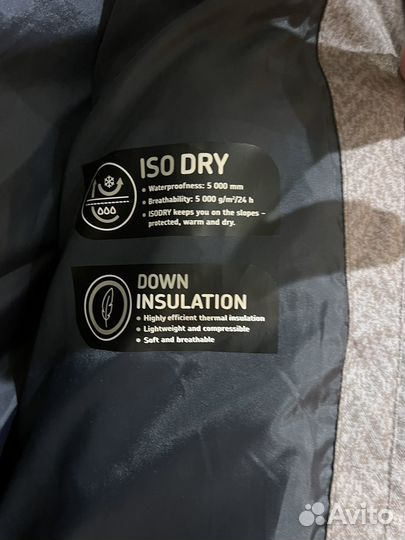 ISO DRY
• Waterproofness: 5 000 mm
• Breathability: 5 000 g/m²/24 h
• ISODRY keeps you on the slopes –
protected, warm and dry.
DOWN
INSULATION
• Highly efficient thermal insulation
• Lightweight and compressible
• Soft and breathable
Avito